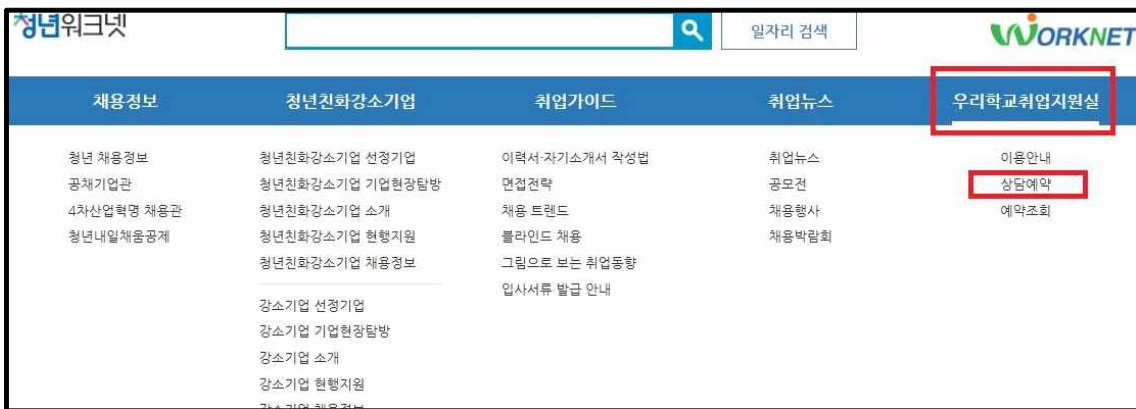 청년워크넷
일자리 검색
WORKNET
채용정보
청년친화강소기업
취업가이드
취업뉴스
우리학교취업지원실
청년 채용정보
공채기업관
4차산업혁명 채용관
청년내일채움공제
청년친화강소기업 선정기업
청년친화강소기업 기업현장탐방
청년친화강소기업 소개
청년친화강소기업 현행지원
청년친화강소기업 채용정보
강소기업 선정기업
강소기업 기업현장탐방
강소기업 소개
강소기업 현행지원
강소기업 채용정보
이력서·자기소개서 작성법
면접전략
채용 트렌드
블라인드 채용
그림으로 보는 취업동향
입사서류 발급 안내
취업뉴스
공모전
채용행사
채용박람회
이용안내
상담예약
예약조회